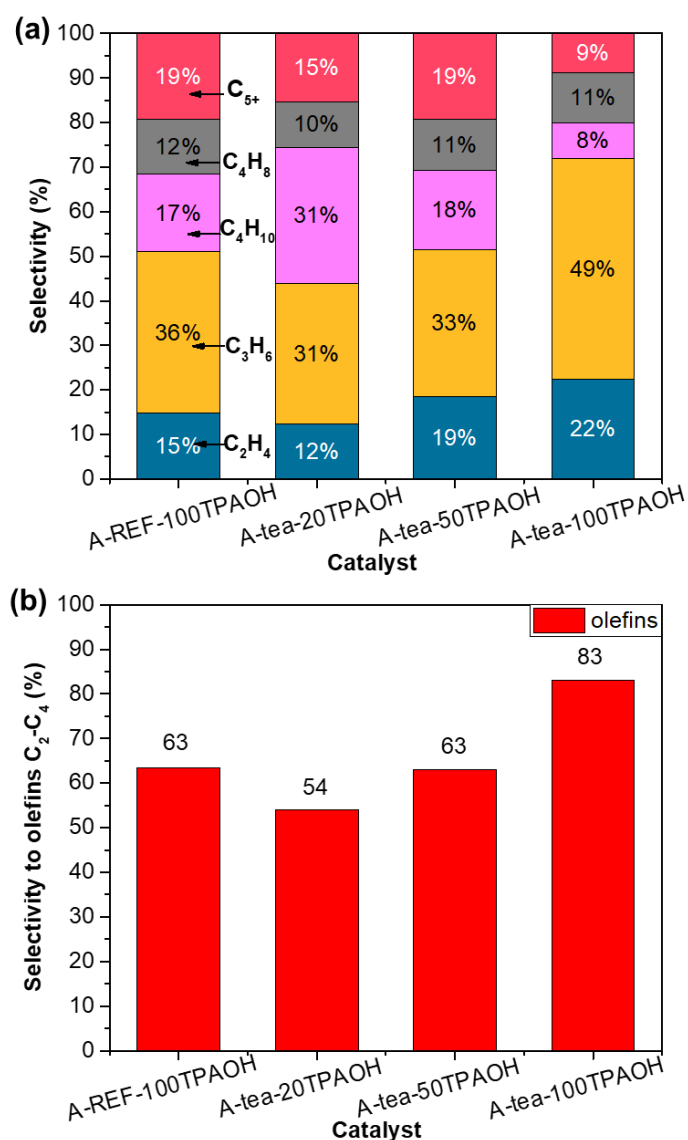 (a)
Selectivity (%)
100
90
80
70
60
50
40
30
20
10
0
19%
15%
19%
9%
C5+
12%
10%
11%
11%
C4H8
17%
31%
18%
8%
C4H10
36%
31%
33%
49%
C3H6
15%
12%
19%
22%
C2H4
A-REF-100TPAOH
A-tea-20TPAOH
A-tea-50TPAOH
A-tea-100TPAOH
Catalyst
(b)
Selectivity to olefins C2-C4 (%)
100
90
80
70
60
50
40
30
20
10
0
olefins
63
54
63
83
A-REF-100TPAOH
A-tea-20TPAOH
A-tea-50TPAOH
A-tea-100TPAOH
Catalyst